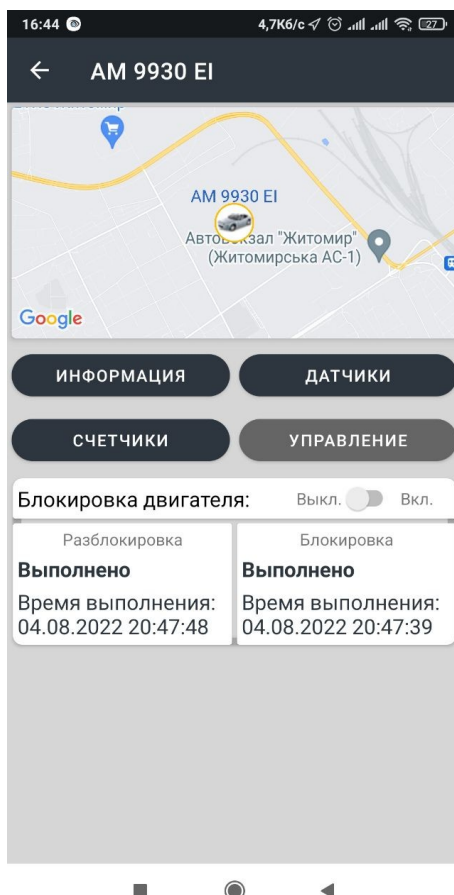 16:44 4,7Кб/с 27
AM 9930 EI
AM 9930 EI
зал "Житомир"
(Житомирська АС-1)
Google
ИНФОРМАЦИЯ
ДАТЧИКИ
СЧЕТЧИКИ
УПРАВЛЕНИЕ
Блокировка двигателя: Выкл. Вкл.
Разблокировка
Выполнено
Время выполнения:
04.08.2022 20:47:48
Блокировка
Выполнено
Время выполнения:
04.08.2022 20:47:39